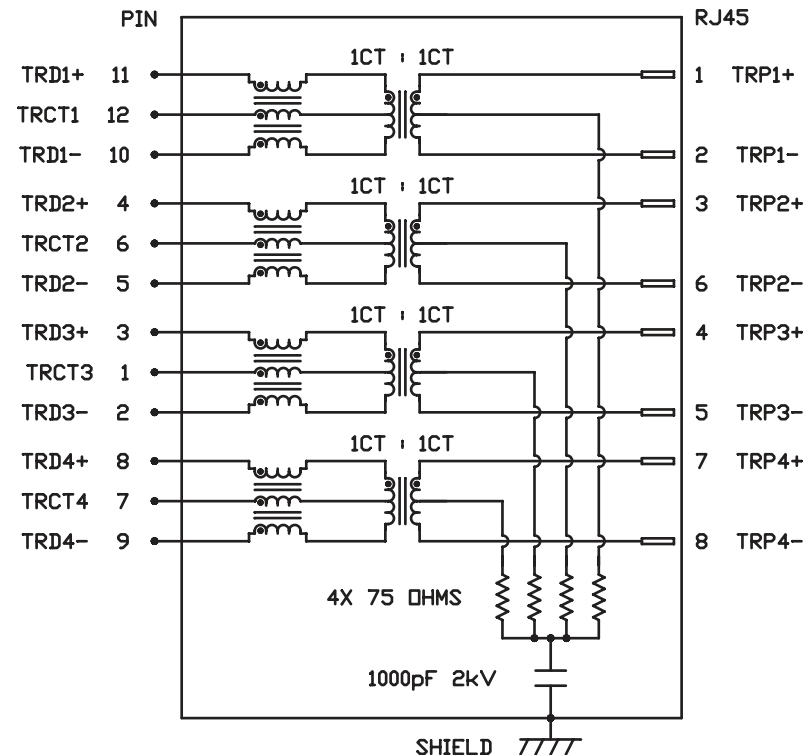 PIN RJ45
1CT : 1CT
TRD1+ 11 1 TRP1+
TRCT1 12
TRD1- 10 2 TRP1-
1CT : 1CT
TRD2+ 4 3 TRP2+
TRCT2 6
TRD2- 5 6 TRP2-
1CT : 1CT
TRD3+ 3 4 TRP3+
TRCT3 1
TRD3- 2 5 TRP3-
1CT : 1CT
TRD4+ 8 7 TRP4+
TRCT4 7
TRD4- 9 8 TRP4-
4X 75 OHMS
1000pF 2kV
SHIELD